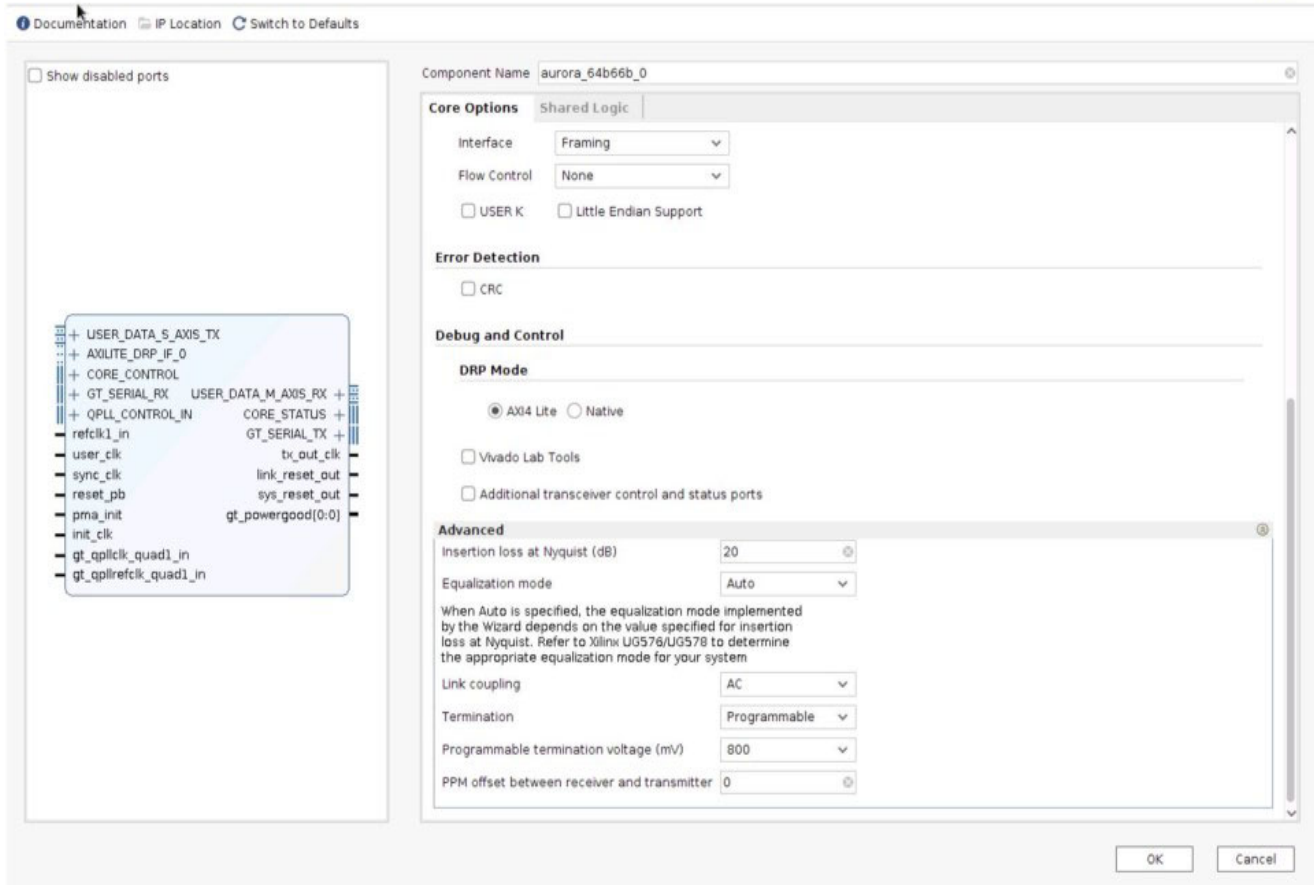 Documentation IP Location Switch to Defaults
Show disabled ports
USER_DATA_S_AXIS_TX
AXILITE_DRP_IF_0
CORE_CONTROL
GT_SERIAL_RX USER_DATA_M_AXIS_RX
QPLL_CONTROL_IN CORE_STATUS
refclk1_in GT_SERIAL_TX
user_clk tx_out_clk
sync_clk link_reset_out
reset_pb sys_reset_out
pma_init gt_powergood[0:0]
init_clk
gt_qpllclk_quad1_in
gt_qpllrefclk_quad1_in
Component Name aurora_64b66b_0
Core Options Shared Logic
Interface Framing
Flow Control None
USER K Little Endian Support
Error Detection
CRC
Debug and Control
DRP Mode
AXI4 Lite Native
Vivado Lab Tools
Additional transceiver control and status ports
Advanced
Insertion loss at Nyquist (dB) 20
Equalization mode Auto
When Auto is specified, the equalization mode implemented
by the Wizard depends on the value specified for insertion
loss at Nyquist. Refer to Xilinx UG576/UG578 to determine
the appropriate equalization mode for your system
Link coupling AC
Termination Programmable
Programmable termination voltage (mV) 800
PPM offset between receiver and transmitter 0
OK Cancel